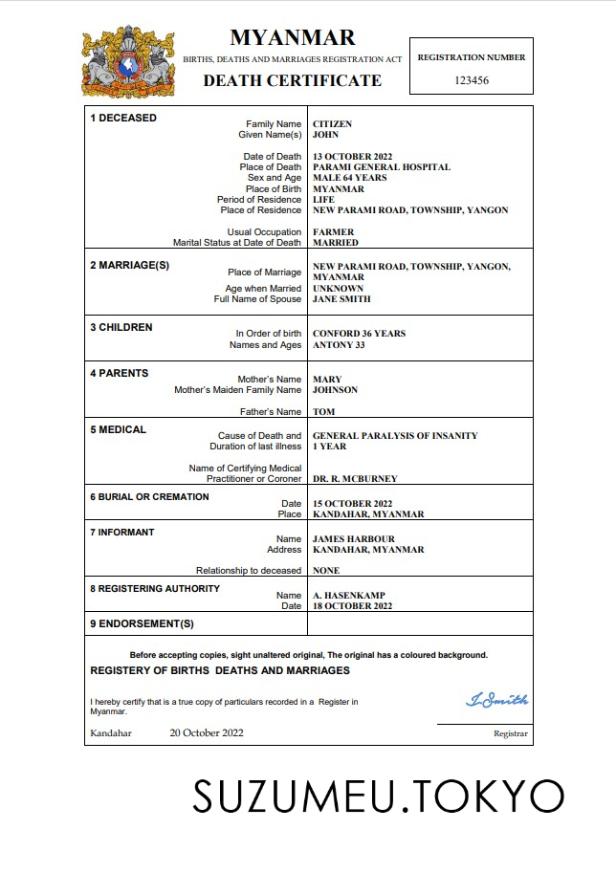 MYANMAR
BIRTHS, DEATHS AND MARRIAGES REGISTRATION ACT
DEATH CERTIFICATE
REGISTRATION NUMBER
123456
1 DECEASED
Family Name CITIZEN
Given Name(s) JOHN
Date of Death 13 OCTOBER 2022
Place of Death PARAMI GENERAL HOSPITAL
Sex and Age MALE 64 YEARS
Place of Birth MYANMAR
Period of Residence LIFE
Place of Residence NEW PARAMI ROAD, TOWNSHIP, YANGON
Usual Occupation FARMER
Marital Status at Date of Death MARRIED
2 MARRIAGE(S)
Place of Marriage NEW PARAMI ROAD, TOWNSHIP, YANGON,
MYANMAR
Age when Married UNKNOWN
Full Name of Spouse JANE SMITH
3 CHILDREN
In Order of birth CONFORD 36 YEARS
Names and Ages ANTONY 33
4 PARENTS
Mother's Name MARY
Mother's Maiden Family Name JOHNSON
Father's Name TOM
5 MEDICAL
Cause of Death and GENERAL PARALYSIS OF INSANITY
Duration of last illness 1 YEAR
Name of Certifying Medical
Practitioner or Coroner DR. R. MCBURNEY
6 BURIAL OR CREMATION
Date 15 OCTOBER 2022
Place KANDAHAR, MYANMAR
7 INFORMANT
Name JAMES HARBOUR
Address KANDAHAR, MYANMAR
Relationship to deceased NONE
8 REGISTERING AUTHORITY
Name A. HASENKAMP
Date 18 OCTOBER 2022
9 ENDORSEMENT(S)
Before accepting copies, sight unaltered original, The original has a coloured background.
REGISTERY OF BIRTHS DEATHS AND MARRIAGES
I hereby certify that is a true copy of particulars recorded in a Register in
Myanmar.
I. Smith
Kandahar 20 October 2022 Registrar
SUZUMEU.TOKYO